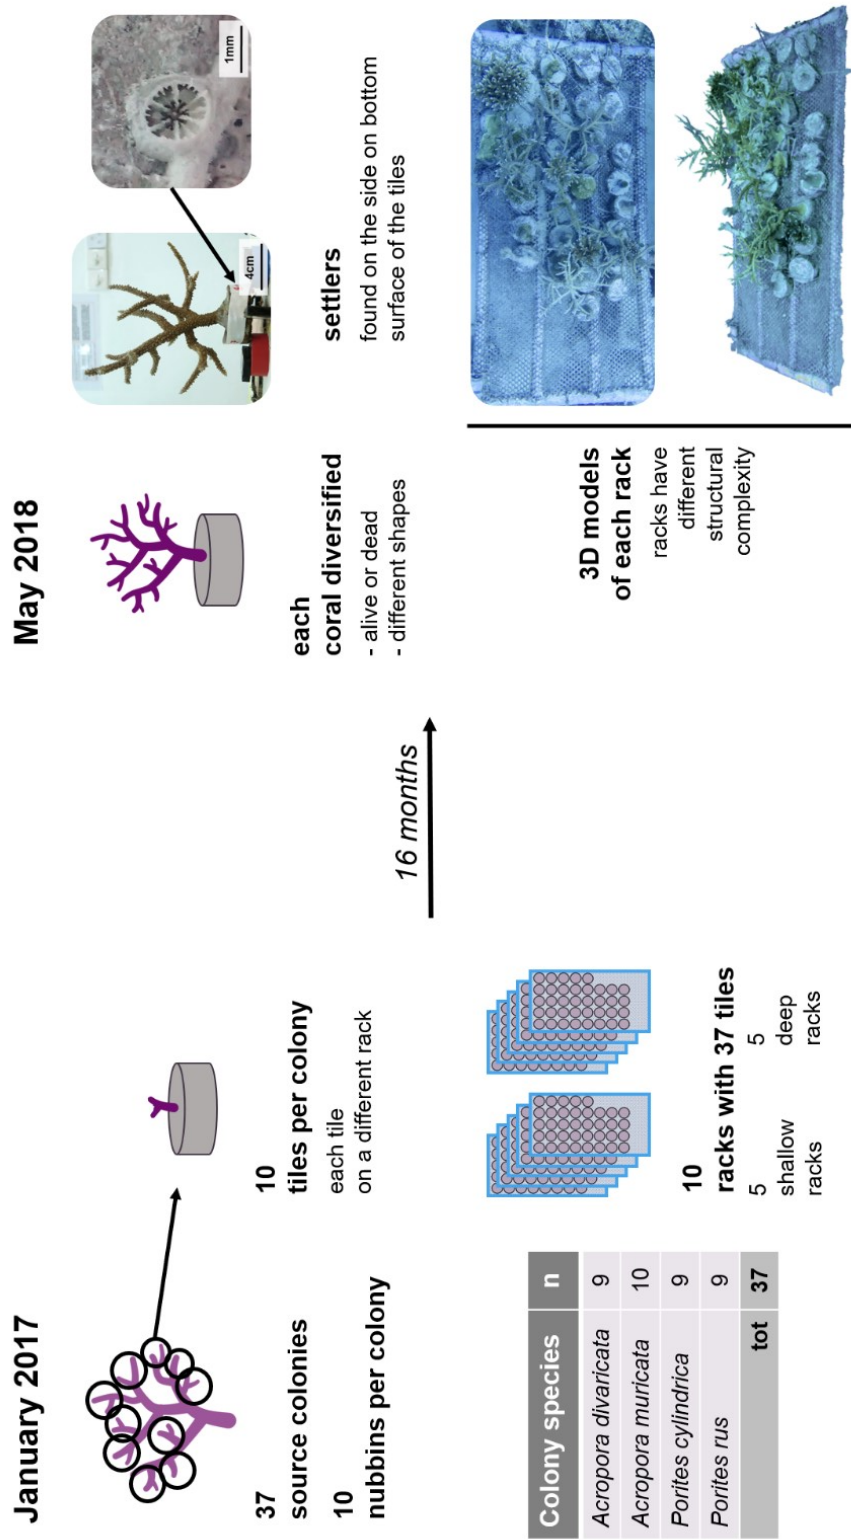 January 2017
37
source colonies
10
nubbins per colony
10
tiles per colony
each tile
on a different rack
Colony species n
Acropora divaricata 9
Acropora muricata 10
Porites cylindrica 9
Porites rus 9
tot 37
10
racks with 37 tiles
5
shallow
racks
5
deep
racks
16 months
May 2018
each
coral diversified
- alive or dead
- different shapes
4cm
1mm
settlers
found on the side on bottom
surface of the tiles
3D models
of each rack
racks have
different
structural
complexity